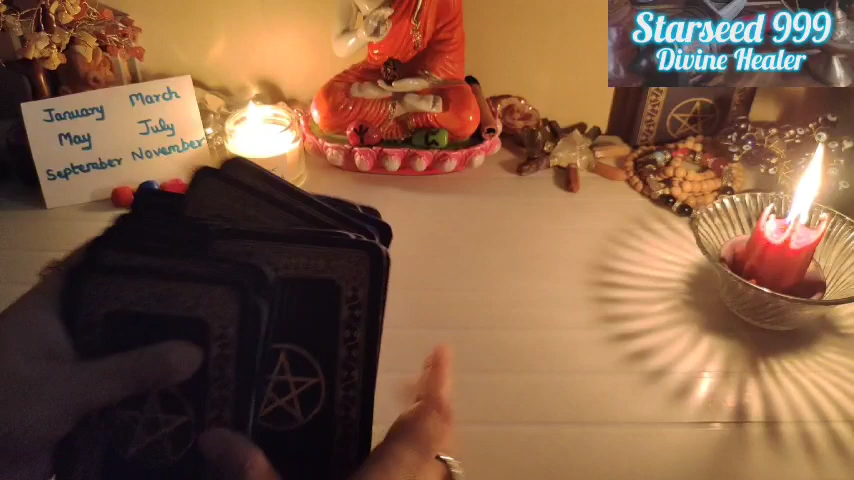 January March
May July
September November
Starseed 999
Divine Healer